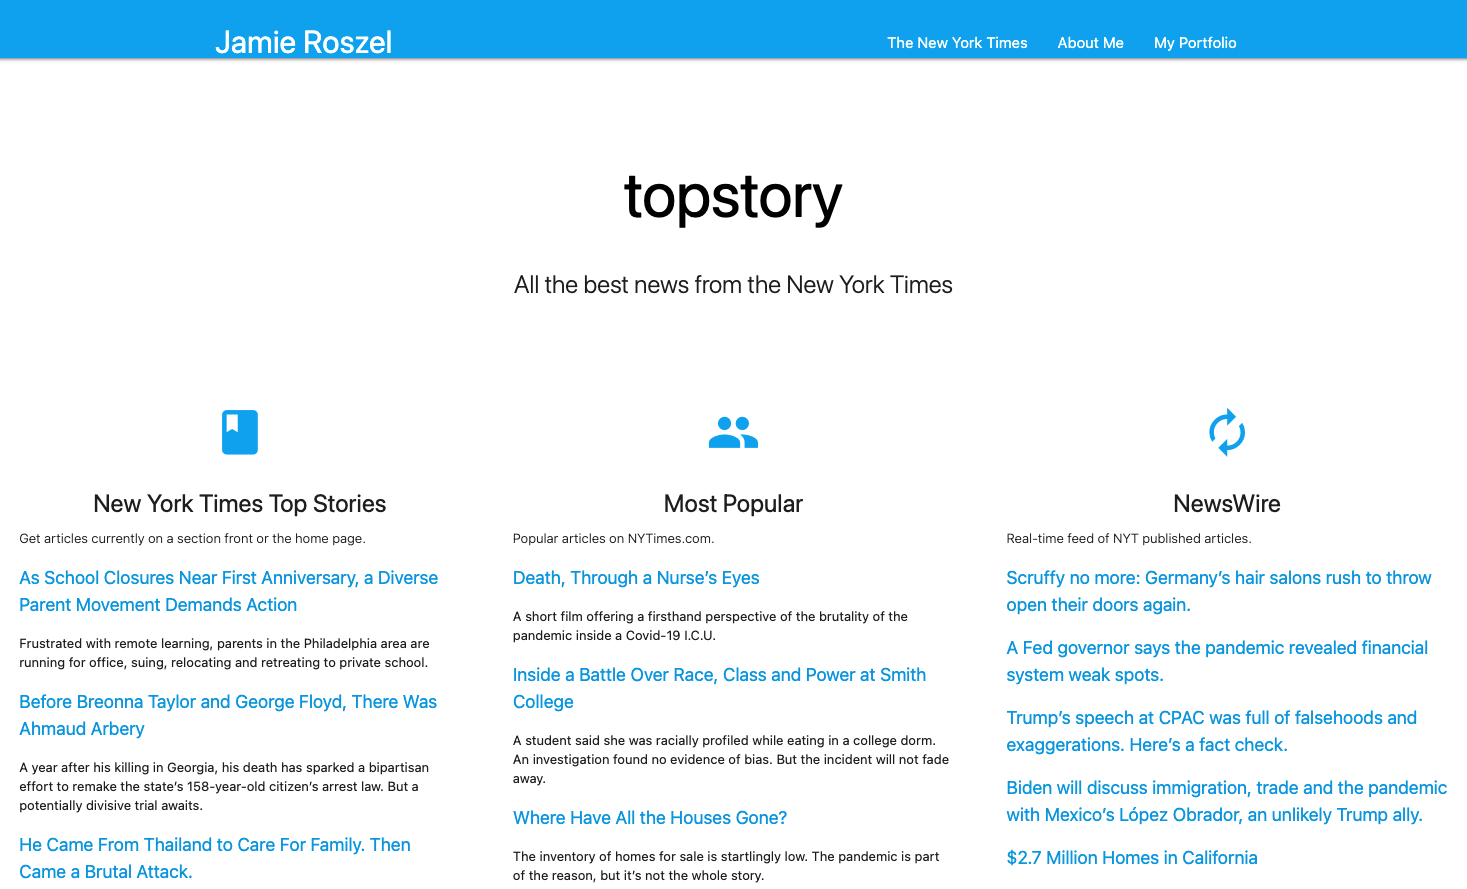 Jamie Roszel
The New York Times
About Me
My Portfolio
topstory
All the best news from the New York Times
New York Times Top Stories
Get articles currently on a section front or the home page.
As School Closures Near First Anniversary, a Diverse
Parent Movement Demands Action
Frustrated with remote learning, parents in the Philadelphia area are
running for office, suing, relocating and retreating to private school.
Before Breonna Taylor and George Floyd, There Was
Ahmaud Arbery
A year after his killing in Georgia, his death has sparked a bipartisan
effort to remake the state’s 158-year-old citizen’s arrest law. But a
potentially divisive trial awaits.
He Came From Thailand to Care For Family. Then
Came a Brutal Attack.
Most Popular
Popular articles on NYTimes.com.
Death, Through a Nurse’s Eyes
A short film offering a firsthand perspective of the brutality of the
pandemic inside a Covid-19 I.C.U.
Inside a Battle Over Race, Class and Power at Smith
College
A student said she was racially profiled while eating in a college dorm.
An investigation found no evidence of bias. But the incident will not fade
away.
Where Have All the Houses Gone?
The inventory of homes for sale is startlingly low. The pandemic is part
of the reason, but it’s not the whole story.
NewsWire
Real-time feed of NYT published articles.
Scruffy no more: Germany’s hair salons rush to throw
open their doors again.
A Fed governor says the pandemic revealed financial
system weak spots.
Trump’s speech at CPAC was full of falsehoods and
exaggerations. Here’s a fact check.
Biden will discuss immigration, trade and the pandemic
with Mexico’s López Obrador, an unlikely Trump ally.
$2.7 Million Homes in California